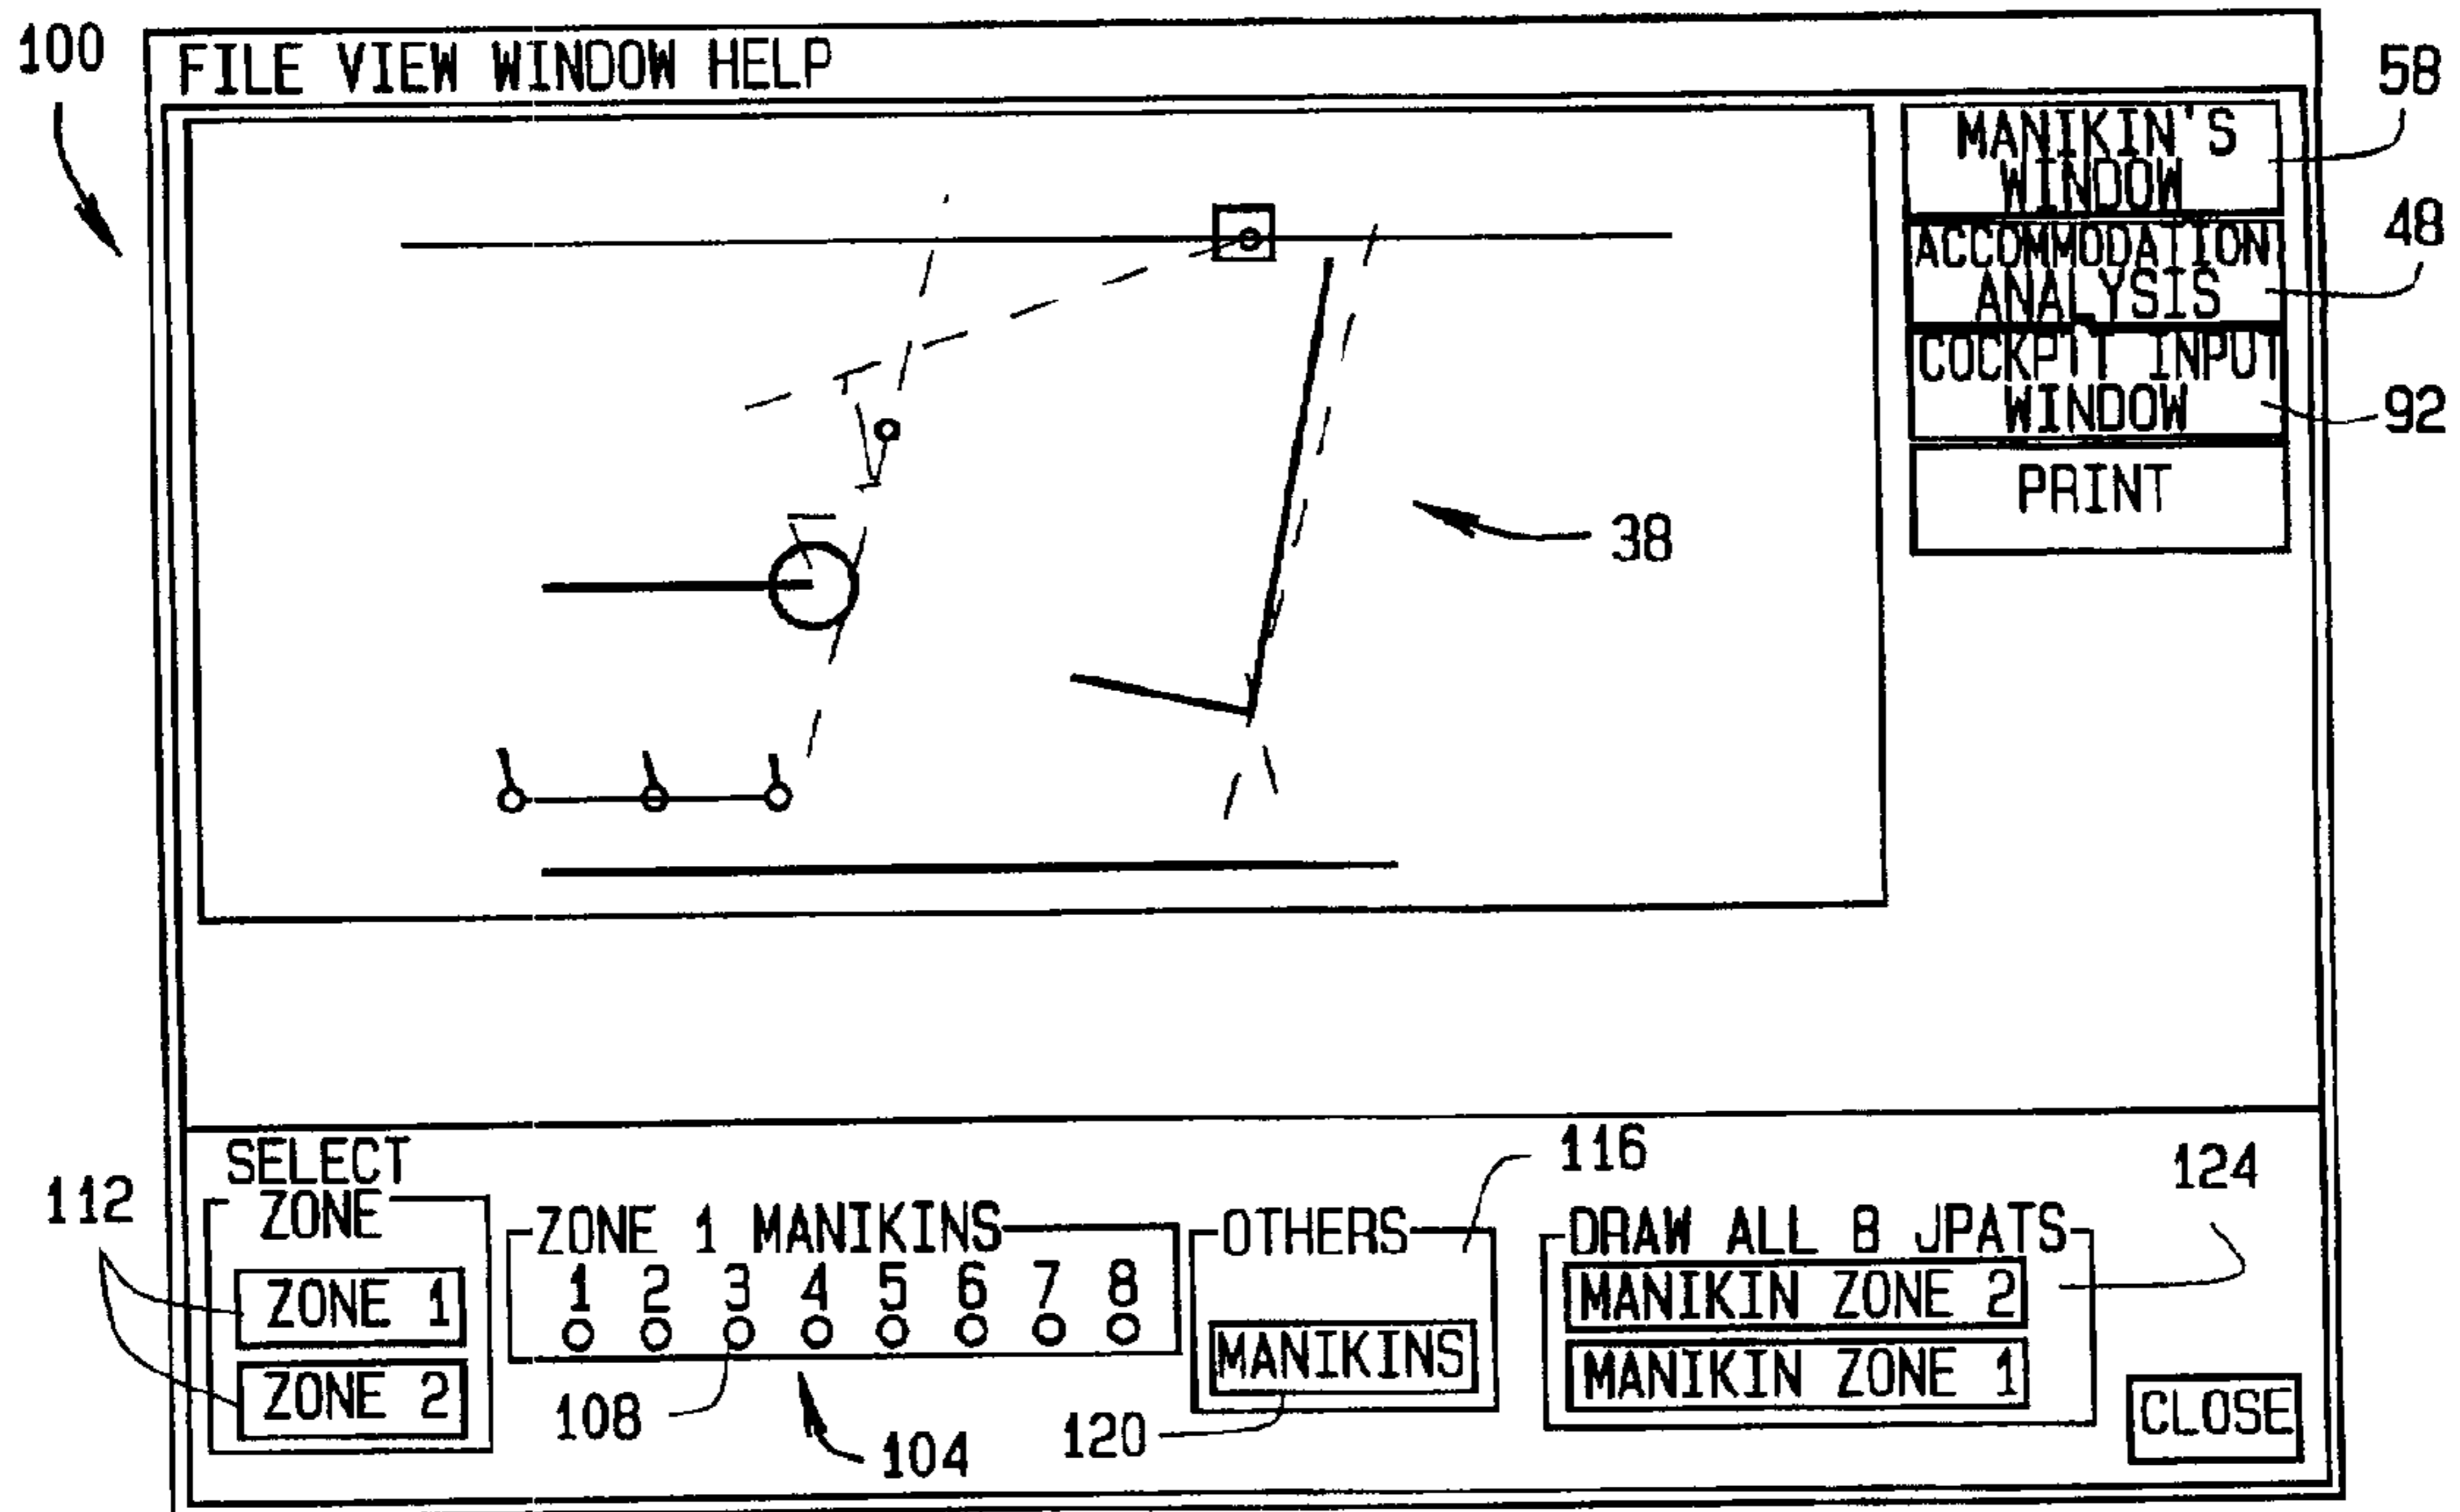 100
FILE VIEW WINDOW HELP
58
MANIKIN'S
WINDOW
48
ACCOMMODATION
ANALYSIS
COCKPIT INPUT
WINDOW
92
PRINT
38
SELECT
ZONE
112
ZONE 1
ZONE 2
ZONE 1 MANIKINS
1 2 3 4 5 6 7 8
108
104
116
OTHERS
MANIKINS
120
124
DRAW ALL 8 JPATS
MANIKIN ZONE 2
MANIKIN ZONE 1
CLOSE